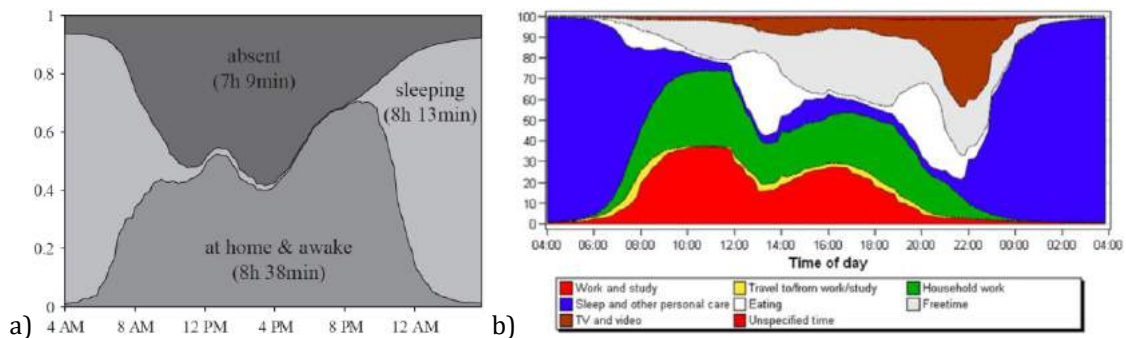 1
0.8
0.6
0.4
0.2
0
absent
(7h 9min)
sleeping
(8h 13min)
at home & awake
(8h 38min)
4 AM 8 AM 12 PM 4 PM 8 PM 12 AM
a)
100
90
80
70
60
50
40
30
20
10
0
04:00 06:00 08:00 10:00 12:00 14:00 16:00 18:00 20:00 22:00 00:00 02:00 04:00
Time of day
Work and study Travel to/from work/study Household work
Sleep and other personal care Eating Freetime
TV and video Unspecified time
b)